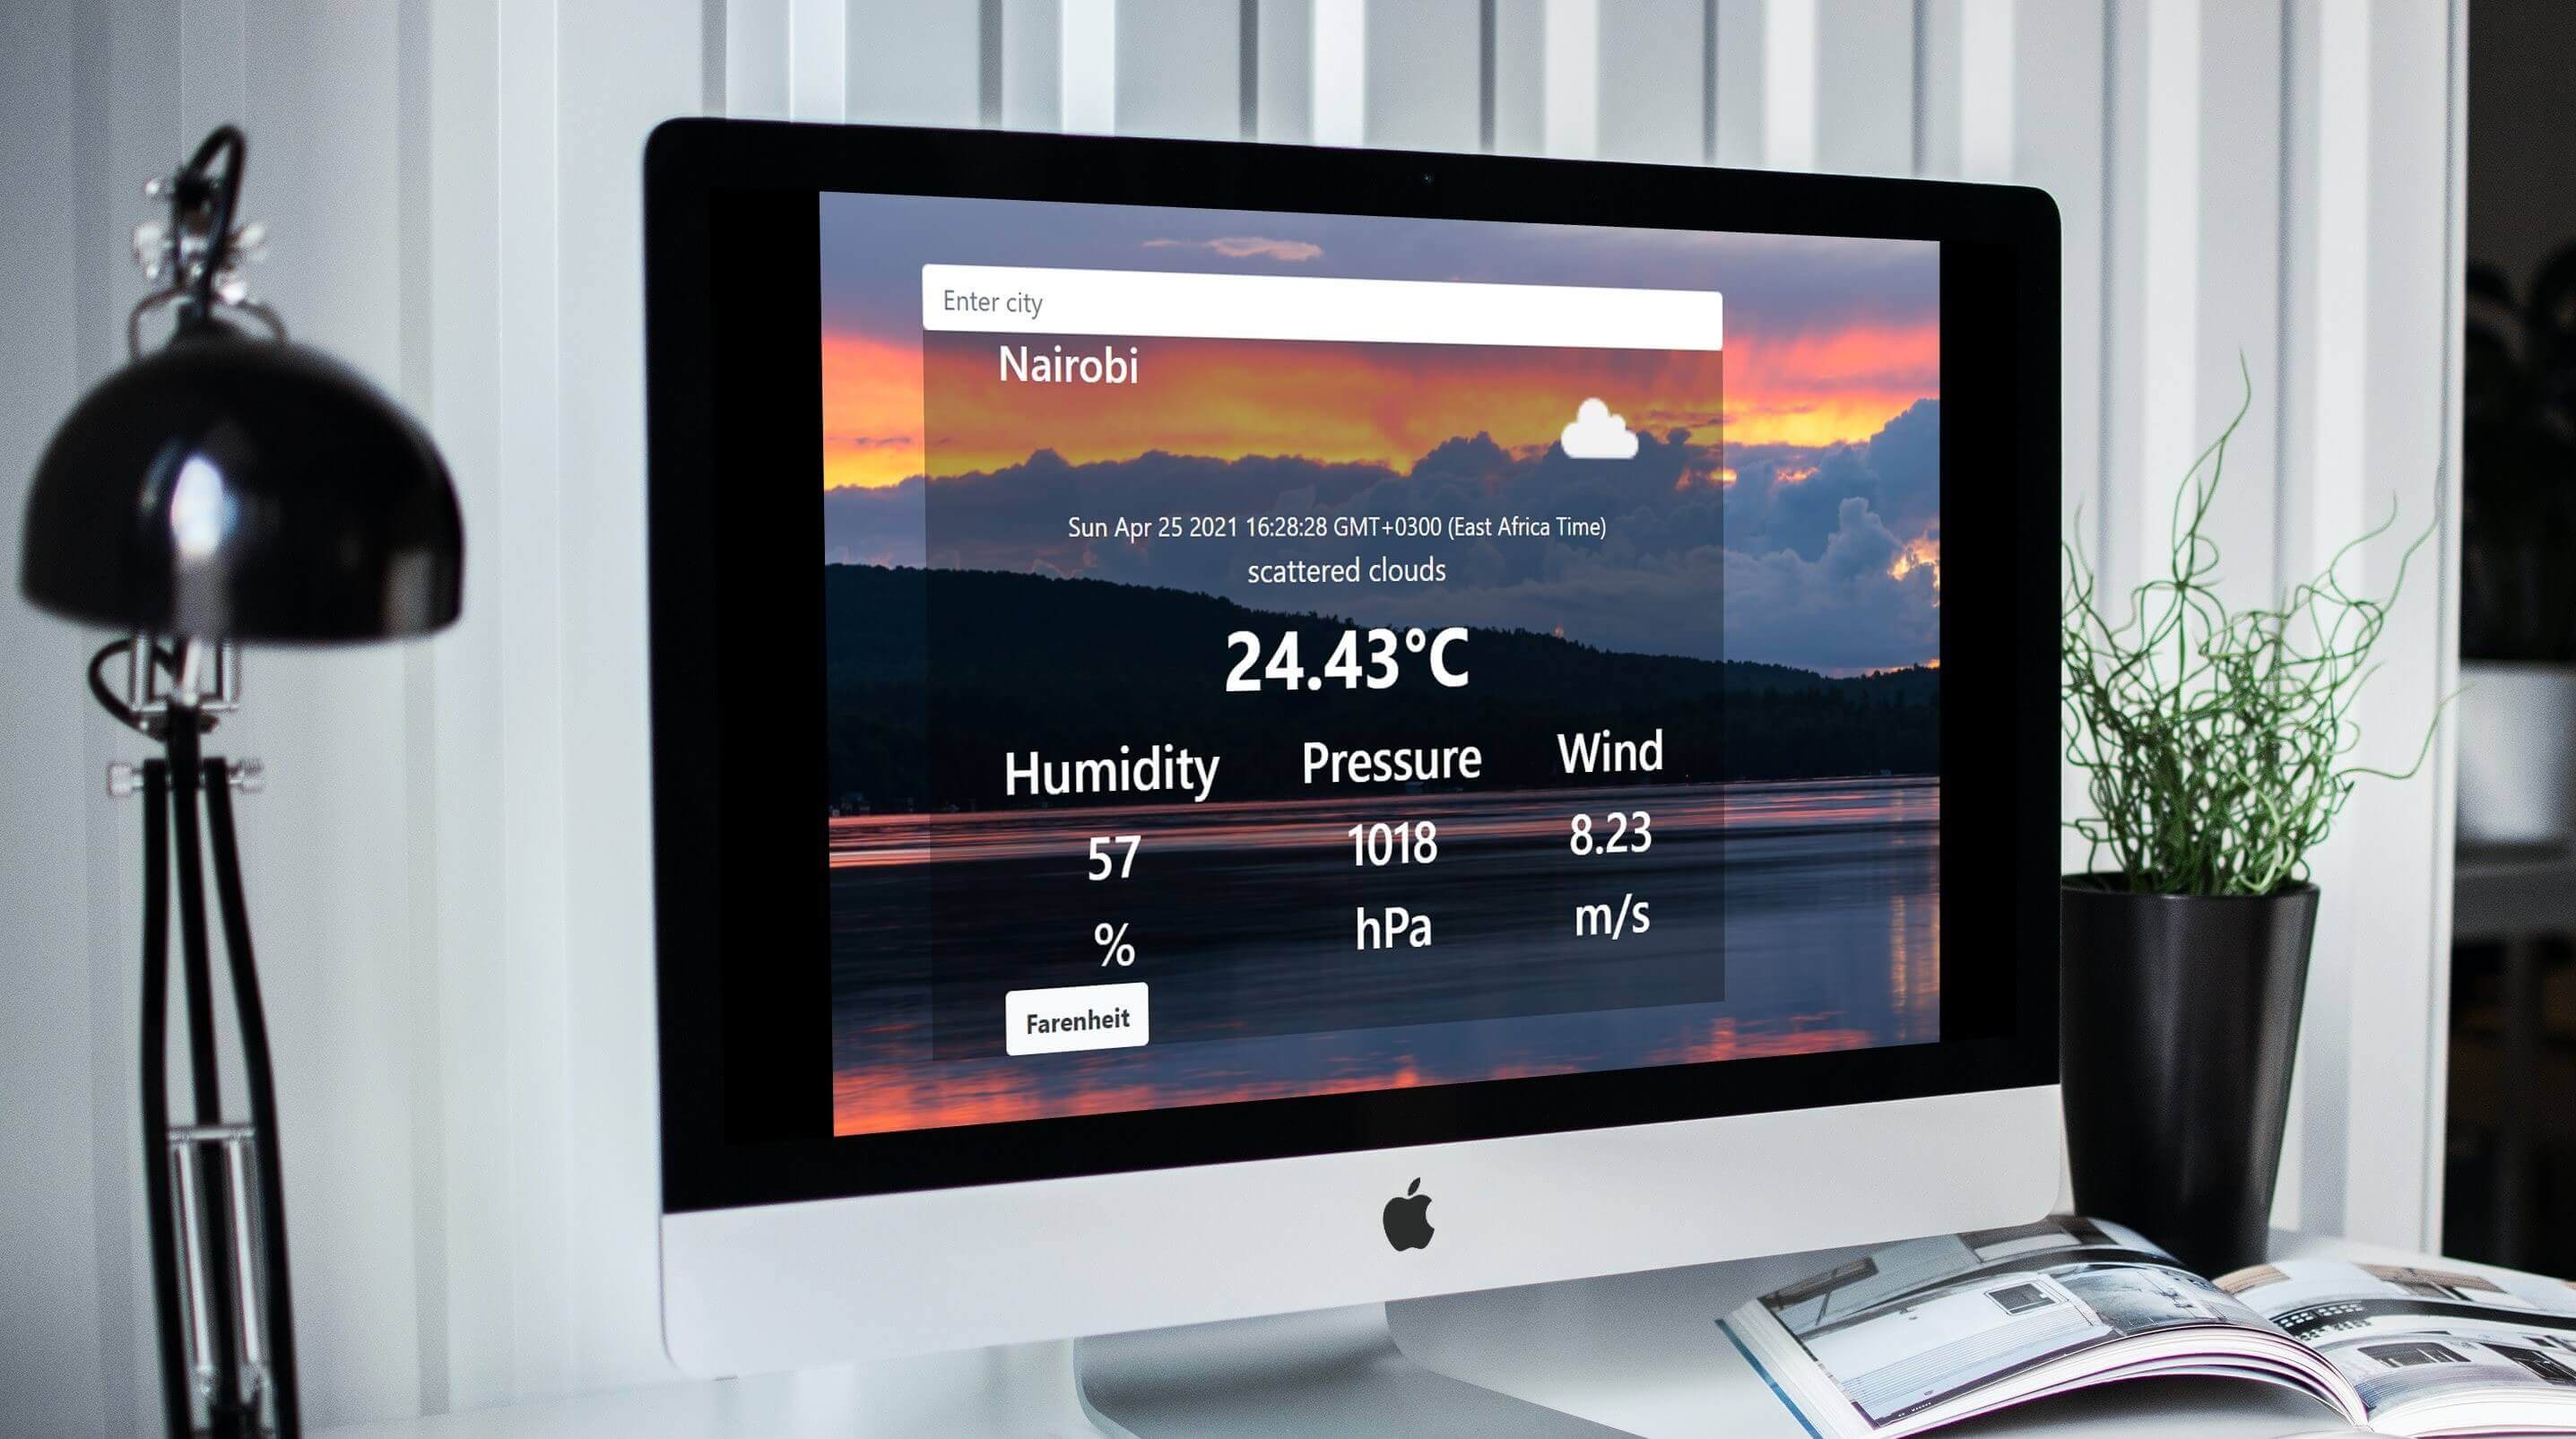 Enter city
Nairobi
Sun Apr 25 2021 16:28:28 GMT+0300 (East Africa Time)
scattered clouds
24.43°C
Humidity Pressure Wind
57 1018 8.23
% hPa m/s
Farenheit